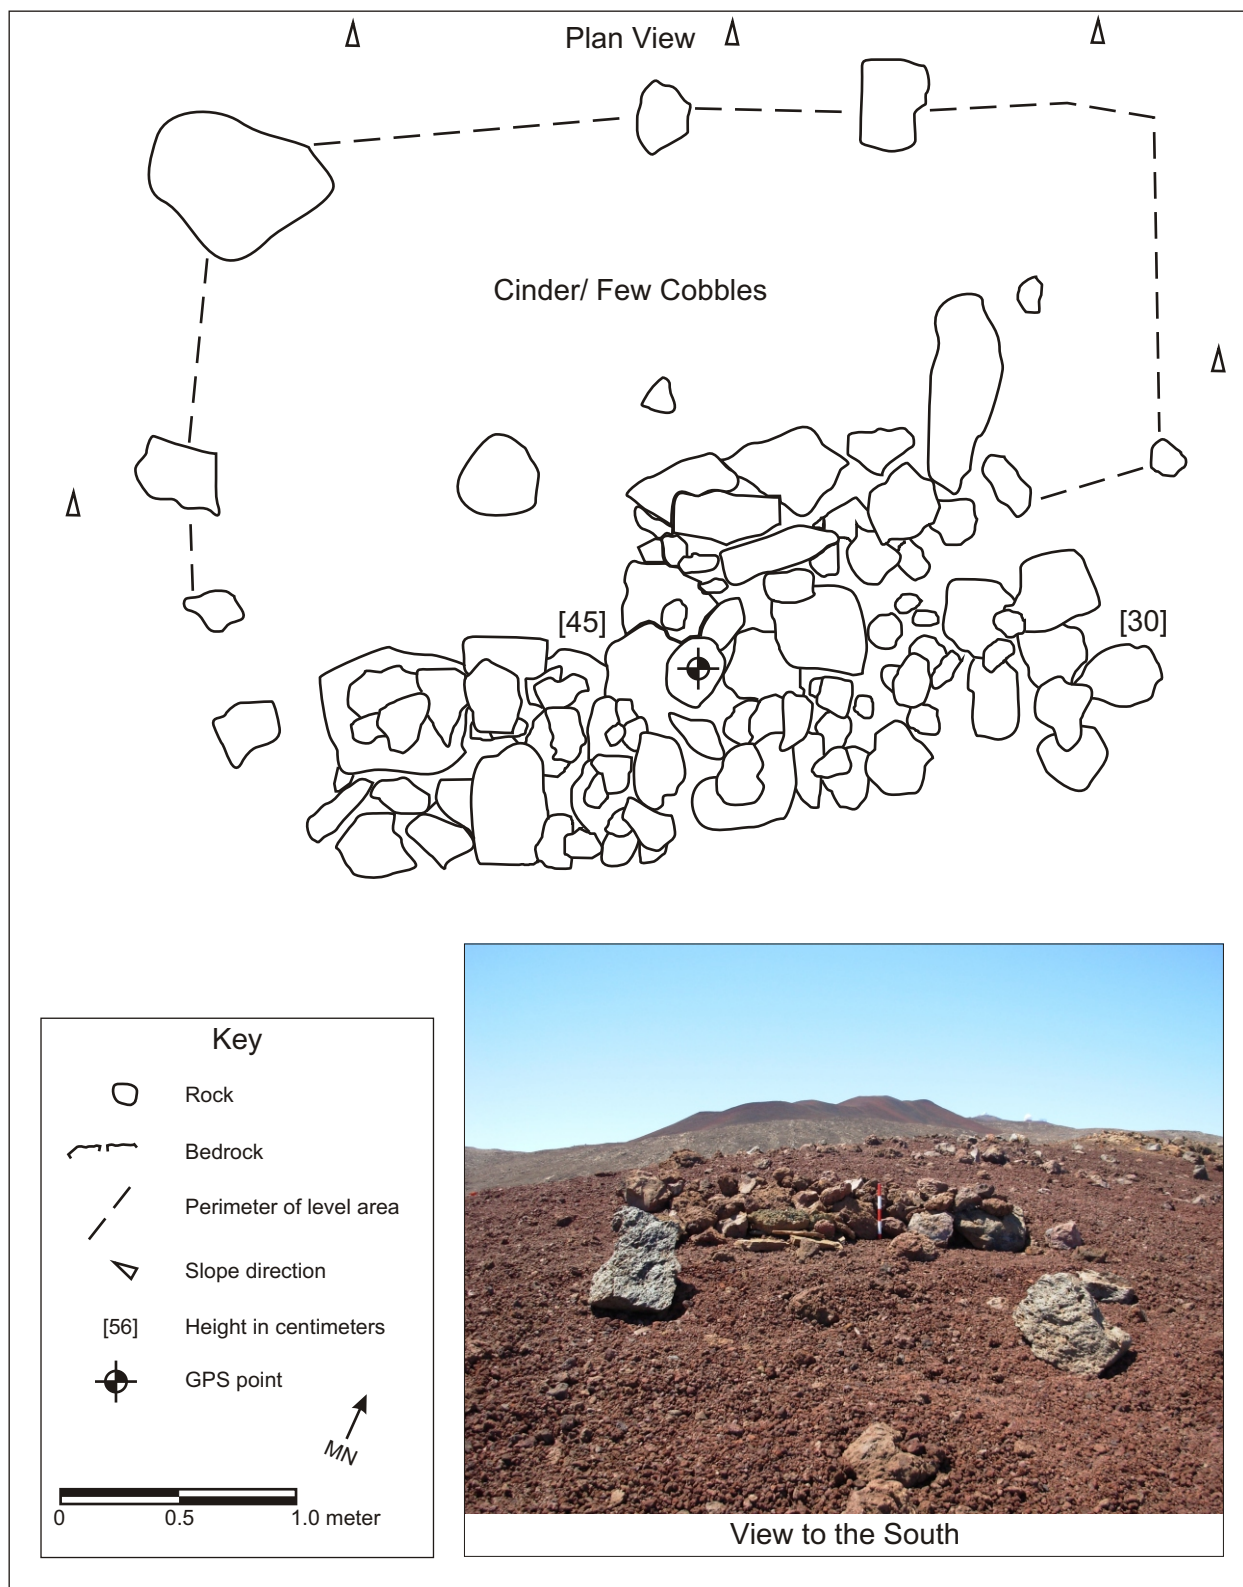 Plan View
Cinder/ Few Cobbles
[45]
[30]
Key
Rock
Bedrock
Perimeter of level area
Slope direction
[56] Height in centimeters
GPS point
MN
0 0.5 1.0 meter
View to the South